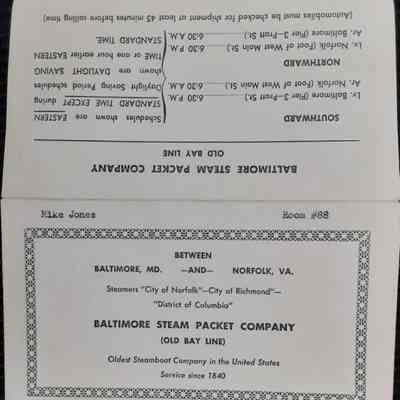 BALTIMORE STEAM PACKET COMPANY
OLD BAY LINE
SOUTHWARD
Lv. Baltimore (Pier 3—Pratt St.) 6:30 P.M.
Ar. Norfolk (Foot of West Main St.) 6:30 A.M.
NORTHWARD
Lv. Norfolk (Foot of West Main St.) 6:30 P.M.
Ar. Baltimore (Pier 3—Pratt St.) 6:30 A.M.
Schedules shown are EASTERN
STANDARD TIME EXCEPT during
Daylight Saving Period schedules
shown are DAYLIGHT SAVING
TIME or one hour earlier EASTERN
STANDARD TIME.
(Automobiles must be checked for shipment at least 45 minutes before sailing time)
Mike Jones Room #88
BETWEEN
BALTIMORE, MD. —AND— NORFOLK, VA.
Steamers "City of Norfolk"—City of Richmond"—
"District of Columbia"
BALTIMORE STEAM PACKET COMPANY
(OLD BAY LINE)
Oldest Steamboat Company in the United States
Service since 1840